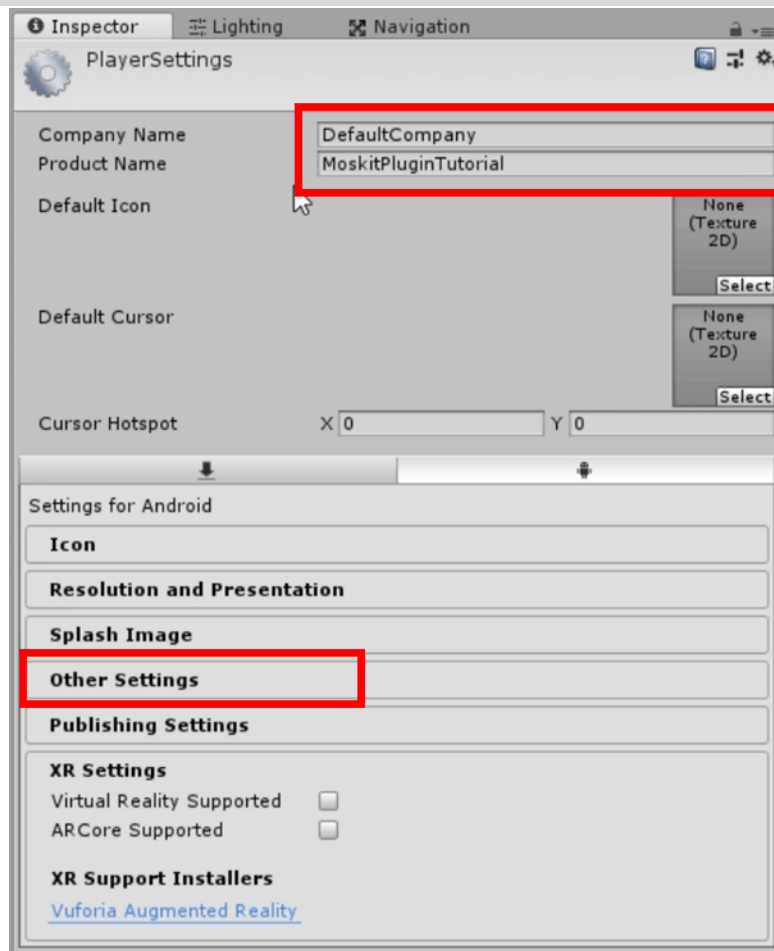 Inspector Lighting Navigation
PlayerSettings
Company Name DefaultCompany
Product Name MoskitPluginTutorial
Default Icon
None
(Texture
2D)
Select
Default Cursor
None
(Texture
2D)
Select
Cursor Hotspot X 0 Y 0
Settings for Android
Icon
Resolution and Presentation
Splash Image
Other Settings
Publishing Settings
XR Settings
Virtual Reality Supported
ARCore Supported
XR Support Installers
Vuforia Augmented Reality